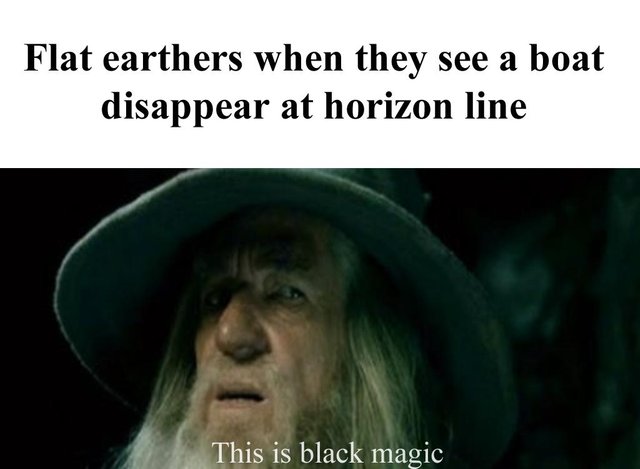 Flat earthers when they see a boat
disappear at horizon line
This is black magic